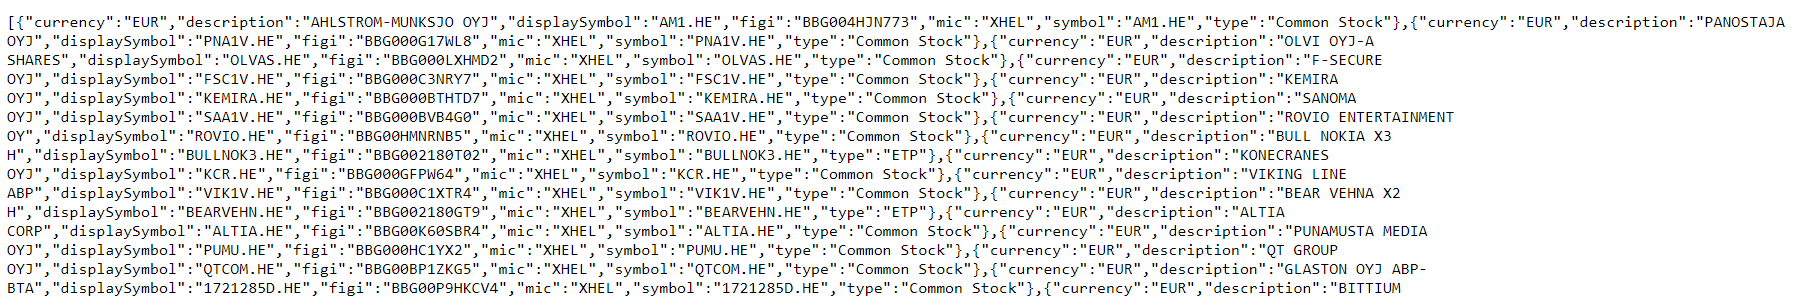 [{"currency":"EUR","description":"AHLSTROM-MUNKSJO OYJ","displaySymbol":"AM1.HE","figi":"BBG004HJN773","mic":"XHEL","symbol":"AM1.HE","type":"Common Stock"},{"currency":"EUR","description":"PANOSTAJA
OYJ","displaySymbol":"PNA1V.HE","figi":"BBG000G17WL8","mic":"XHEL","symbol":"PNA1V.HE","type":"Common Stock"},{"currency":"EUR","description":"OLVI OYJ-A
SHARES","displaySymbol":"OLVAS.HE","figi":"BBG000LXHMD2","mic":"XHEL","symbol":"OLVAS.HE","type":"Common Stock"},{"currency":"EUR","description":"F-SECURE
OYJ","displaySymbol":"FSC1V.HE","figi":"BBG000C3NRY7","mic":"XHEL","symbol":"FSC1V.HE","type":"Common Stock"},{"currency":"EUR","description":"KEMIRA
OYJ","displaySymbol":"KEMIRA.HE","figi":"BBG000BTHTD7","mic":"XHEL","symbol":"KEMIRA.HE","type":"Common Stock"},{"currency":"EUR","description":"SANOMA
OYJ","displaySymbol":"SAA1V.HE","figi":"BBG000BVB4G0","mic":"XHEL","symbol":"SAA1V.HE","type":"Common Stock"},{"currency":"EUR","description":"ROVIO ENTERTAINMENT
OY","displaySymbol":"ROVIO.HE","figi":"BBG00HMNRNB5","mic":"XHEL","symbol":"ROVIO.HE","type":"Common Stock"},{"currency":"EUR","description":"BULL NOKIA X3
H","displaySymbol":"BULLNOK3.HE","figi":"BBG002180T02","mic":"XHEL","symbol":"BULLNOK3.HE","type":"ETP"},{"currency":"EUR","description":"KONECRANES
OYJ","displaySymbol":"KCR.HE","figi":"BBG000GFPW64","mic":"XHEL","symbol":"KCR.HE","type":"Common Stock"},{"currency":"EUR","description":"VIKING LINE
ABP","displaySymbol":"VIK1V.HE","figi":"BBG000C1XTR4","mic":"XHEL","symbol":"VIK1V.HE","type":"Common Stock"},{"currency":"EUR","description":"BEAR VEHNA X2
H","displaySymbol":"BEARVEHN.HE","figi":"BBG002180GT9","mic":"XHEL","symbol":"BEARVEHN.HE","type":"ETP"},{"currency":"EUR","description":"ALTIA
CORP","displaySymbol":"ALTIA.HE","figi":"BBG00K60SBR4","mic":"XHEL","symbol":"ALTIA.HE","type":"Common Stock"},{"currency":"EUR","description":"PUNAMUSTA MEDIA
OYJ","displaySymbol":"PUMU.HE","figi":"BBG000HC1YX2","mic":"XHEL","symbol":"PUMU.HE","type":"Common Stock"},{"currency":"EUR","description":"QT GROUP
OYJ","displaySymbol":"QTCOM.HE","figi":"BBG00BP1ZKG5","mic":"XHEL","symbol":"QTCOM.HE","type":"Common Stock"},{"currency":"EUR","description":"GLASTON OYJ ABP-
BTA","displaySymbol":"1721285D.HE","figi":"BBG00P9HKCV4","mic":"XHEL","symbol":"1721285D.HE","type":"Common Stock"},{"currency":"EUR","description":"BITTIUM